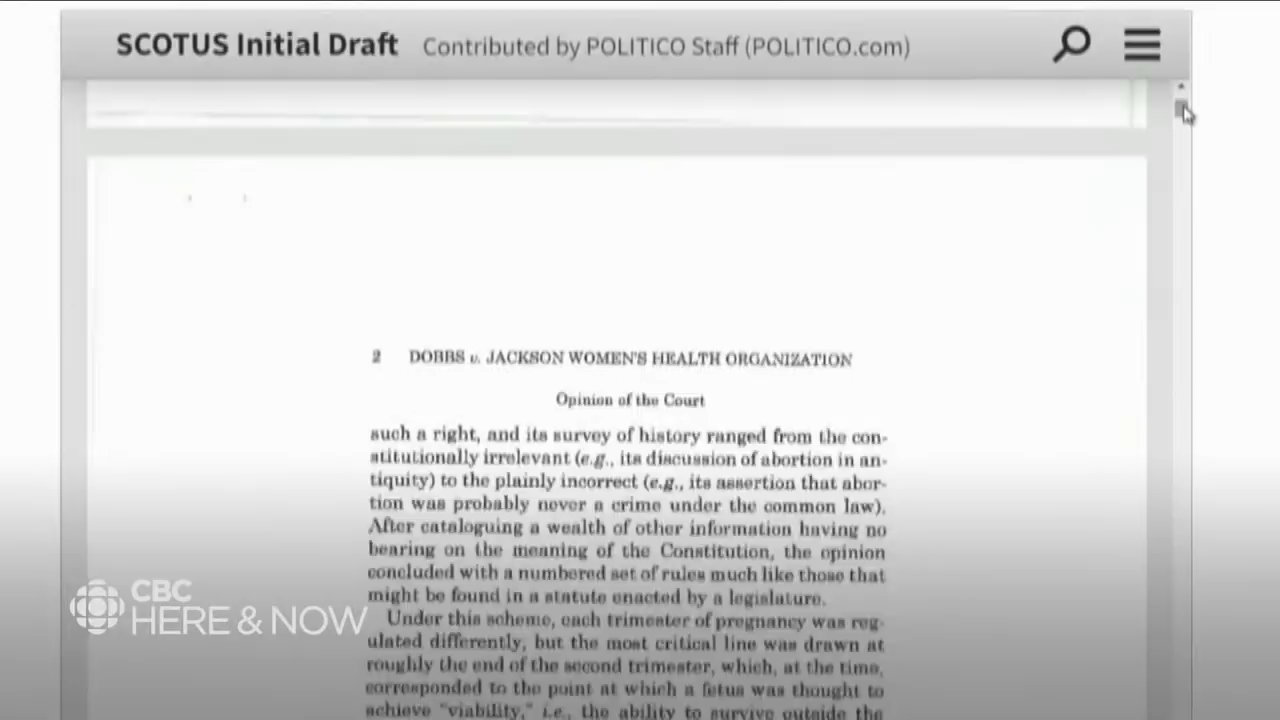 SCOTUS Initial Draft Contributed by POLITICO Staff (POLITICO.com)
2 DOBBS v. JACKSON WOMEN'S HEALTH ORGANIZATION
Opinion of the Court
such a right, and its survey of history ranged from the con-
stitutionally irrelevant (e.g., its discussion of abortion in an-
tiquity) to the plainly incorrect (e.g., its assertion that abor-
tion was probably never a crime under the common law).
After cataloguing a wealth of other information having no
bearing on the meaning of the Constitution, the opinion
concluded with a numbered set of rules much like those that
might be found in a statute enacted by a legislature.
Under this scheme, each trimester of pregnancy was reg-
ulated differently, but the most critical line was drawn at
roughly the end of the second trimester, which, at the time,
corresponded to the point at which a fetus was thought to
achieve "viability," i.e., the ability to survive outside the
CBC
HERE & NOW